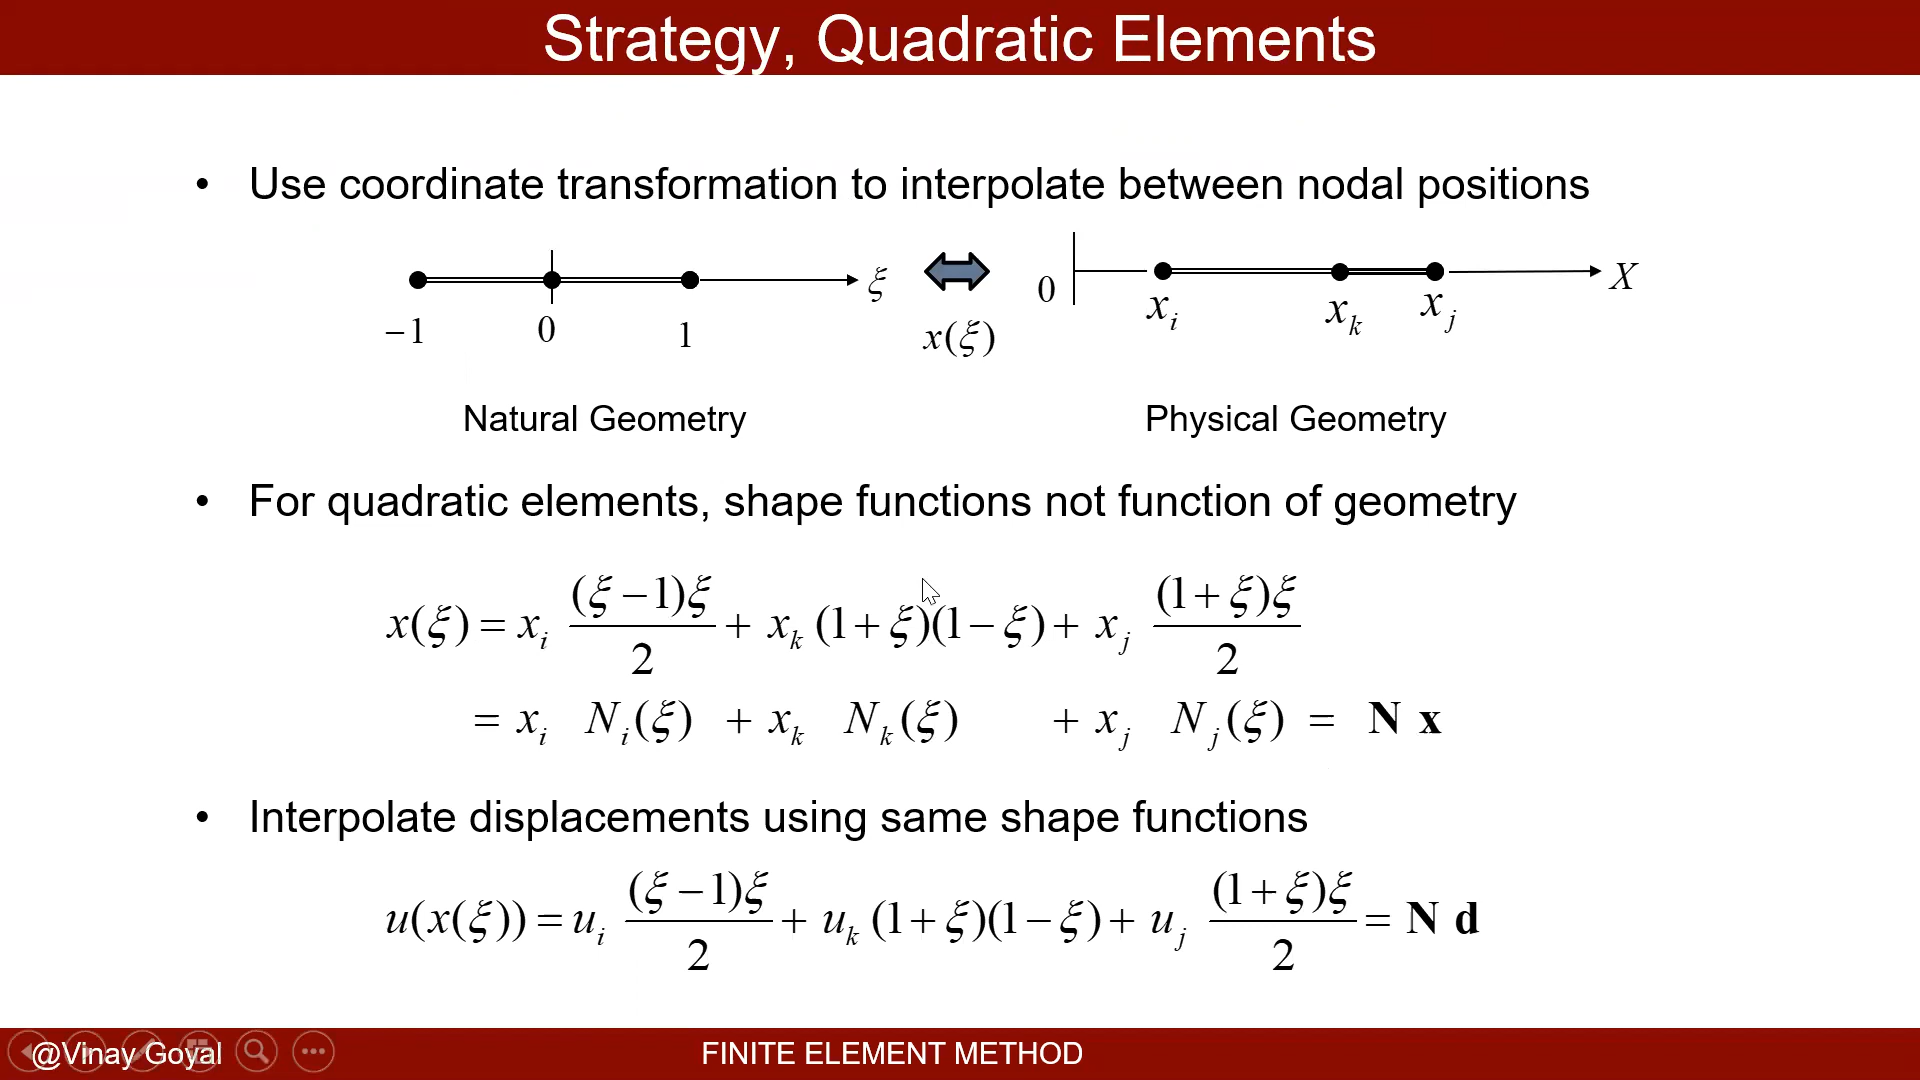 Strategy, Quadratic Elements
• Use coordinate transformation to interpolate between nodal positions
−1 0 1 ξ x(ξ) 0 x_i x_k x_j X
Natural Geometry Physical Geometry
• For quadratic elements, shape functions not function of geometry
x(ξ) = x_i (ξ−1)ξ/2 + x_k (1+ξ)(1−ξ) + x_j (1+ξ)ξ/2
= x_i N_i(ξ) + x_k N_k(ξ) + x_j N_j(ξ) = N x
• Interpolate displacements using same shape functions
u(x(ξ)) = u_i (ξ−1)ξ/2 + u_k (1+ξ)(1−ξ) + u_j (1+ξ)ξ/2 = N d
@Vinay Goyal FINITE ELEMENT METHOD